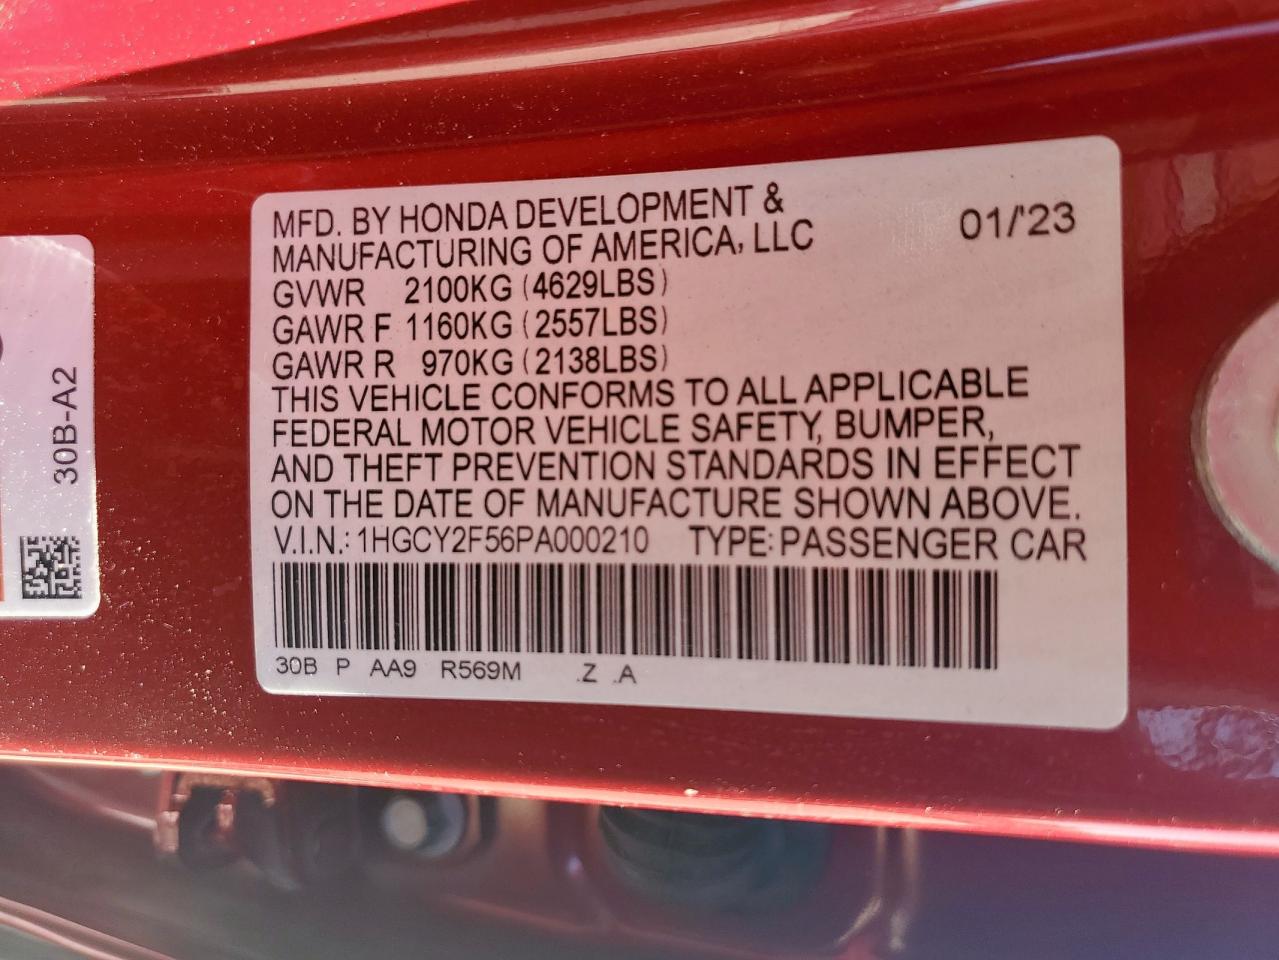 MFD. BY HONDA DEVELOPMENT & 01/'23
MANUFACTURING OF AMERICA, LLC
GVWR 2100KG (4629LBS)
GAWR F 1160KG (2557LBS)
GAWR R 970KG (2138LBS)
THIS VEHICLE CONFORMS TO ALL APPLICABLE
FEDERAL MOTOR VEHICLE SAFETY, BUMPER,
AND THEFT PREVENTION STANDARDS IN EFFECT
ON THE DATE OF MANUFACTURE SHOWN ABOVE.
V.I.N.: 1HGCY2F56PA000210 TYPE: PASSENGER CAR
30B P AA9 R569M .Z .A
30B-A2